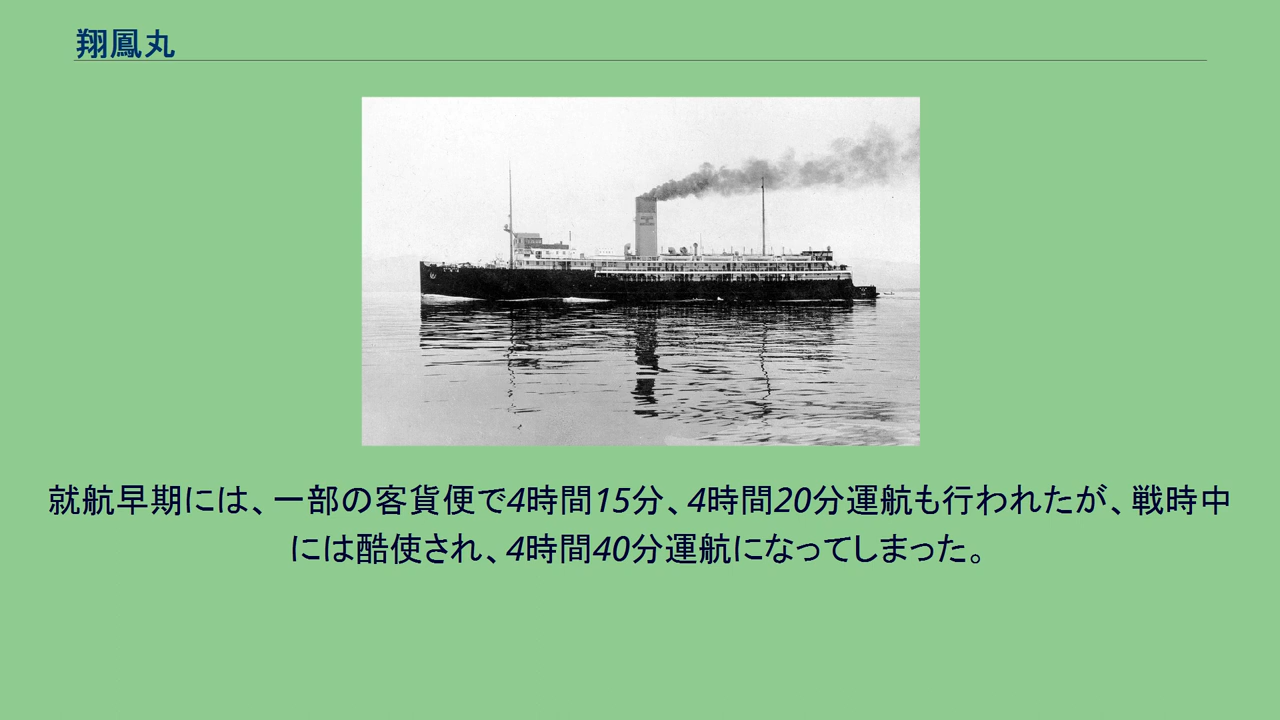 翔鳳丸
就航早期には、一部の客貨便で4時間15分、4時間20分運航も行われたが、戦時中
には酷使され、4時間40分運航になってしまった。